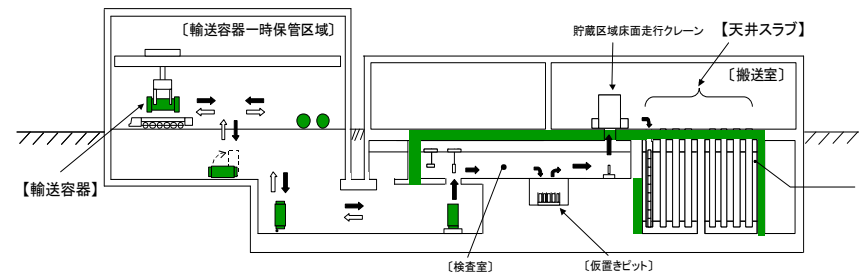 〔輸送容器一時保管区域〕
貯蔵区域床面走行クレーン
【天井スラブ】
〔搬送室〕
【輸送容器】
〔検査室〕
〔仮置きピット〕